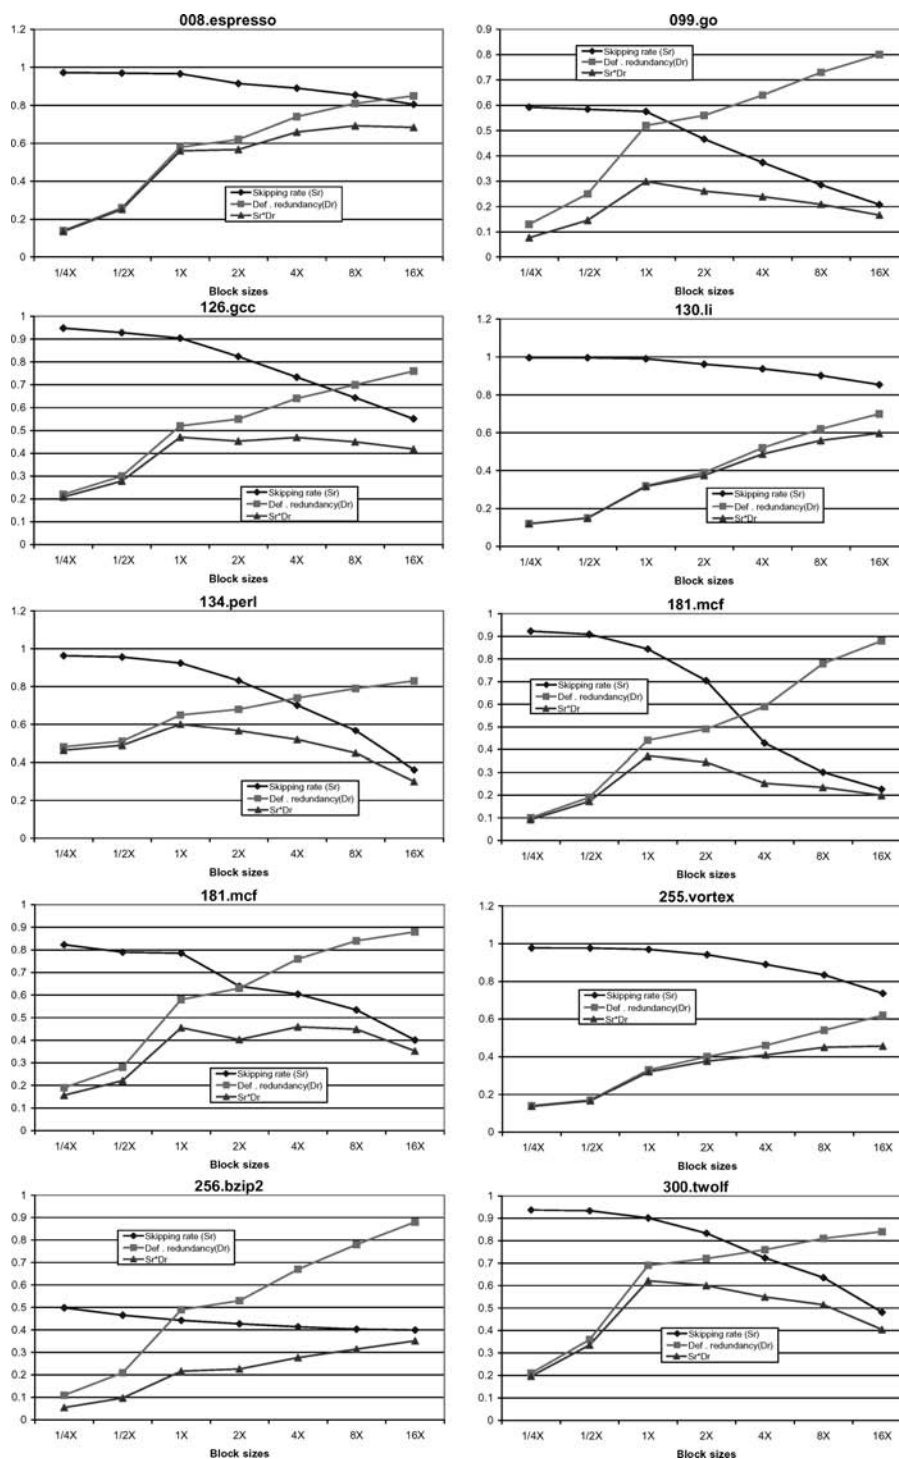 008.espresso
1.2
1
0.8
0.6
0.4
0.2
0
Skipping rate (Sr)
Def . redundancy(Dr)
Sr*Dr
1/4X 1/2X 1X 2X 4X 8X 16X
Block sizes
099.go
0.9
0.8
0.7
0.6
0.5
0.4
0.3
0.2
0.1
0
Skipping rate (Sr)
Def . redundancy(Dr)
Sr*Dr
1/4X 1/2X 1X 2X 4X 8X 16X
Block sizes
126.gcc
1
0.9
0.8
0.7
0.6
0.5
0.4
0.3
0.2
0.1
0
Skipping rate (Sr)
Def . redundancy(Dr)
Sr*Dr
1/4X 1/2X 1X 2X 4X 8X 16X
Block sizes
130.li
1.2
1
0.8
0.6
0.4
0.2
0
Skipping rate (Sr)
Def . redundancy(Dr)
Sr*Dr
1/4X 1/2X 1X 2X 4X 8X 16X
Block sizes
134.perl
1.2
1
0.8
0.6
0.4
0.2
0
Skipping rate (Sr)
Def . redundancy(Dr)
Sr*Dr
1/4X 1/2X 1X 2X 4X 8X 16X
Block sizes
181.mcf
1
0.9
0.8
0.7
0.6
0.5
0.4
0.3
0.2
0.1
0
Skipping rate (Sr)
Def . redundancy(Dr)
Sr*Dr
1/4X 1/2X 1X 2X 4X 8X 16X
Block sizes
181.mcf
1
0.9
0.8
0.7
0.6
0.5
0.4
0.3
0.2
0.1
0
Skipping rate (Sr)
Def . redundancy(Dr)
Sr*Dr
1/4X 1/2X 1X 2X 4X 8X 16X
Block sizes
255.vortex
1.2
1
0.8
0.6
0.4
0.2
0
Skipping rate (Sr)
Def . redundancy(Dr)
Sr*Dr
1/4X 1/2X 1X 2X 4X 8X 16X
Block sizes
256.bzip2
1
0.9
0.8
0.7
0.6
0.5
0.4
0.3
0.2
0.1
0
Skipping rate (Sr)
Def . redundancy(Dr)
Sr*Dr
1/4X 1/2X 1X 2X 4X 8X 16X
Block sizes
300.twolf
1
0.9
0.8
0.7
0.6
0.5
0.4
0.3
0.2
0.1
0
Skipping rate (Sr)
Def . redundancy(Dr)
Sr*Dr
1/4X 1/2X 1X 2X 4X 8X 16X
Block sizes